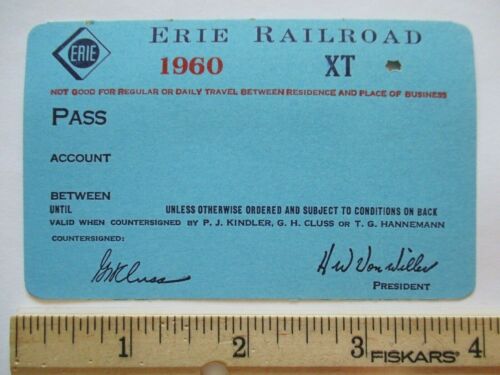 ERIE
ERIE RAILROAD
1960 XT
NOT GOOD FOR REGULAR OR DAILY TRAVEL BETWEEN RESIDENCE AND PLACE OF BUSINESS
PASS
ACCOUNT
BETWEEN
UNTIL UNLESS OTHERWISE ORDERED AND SUBJECT TO CONDITIONS ON BACK
VALID WHEN COUNTERSIGNED BY P. J. KINDLER, G. H. CLUSS OR T. G. HANNEMANN
COUNTERSIGNED:
GH Cluss HW Von Willer
PRESIDENT
1 2 3 4
FISKARS